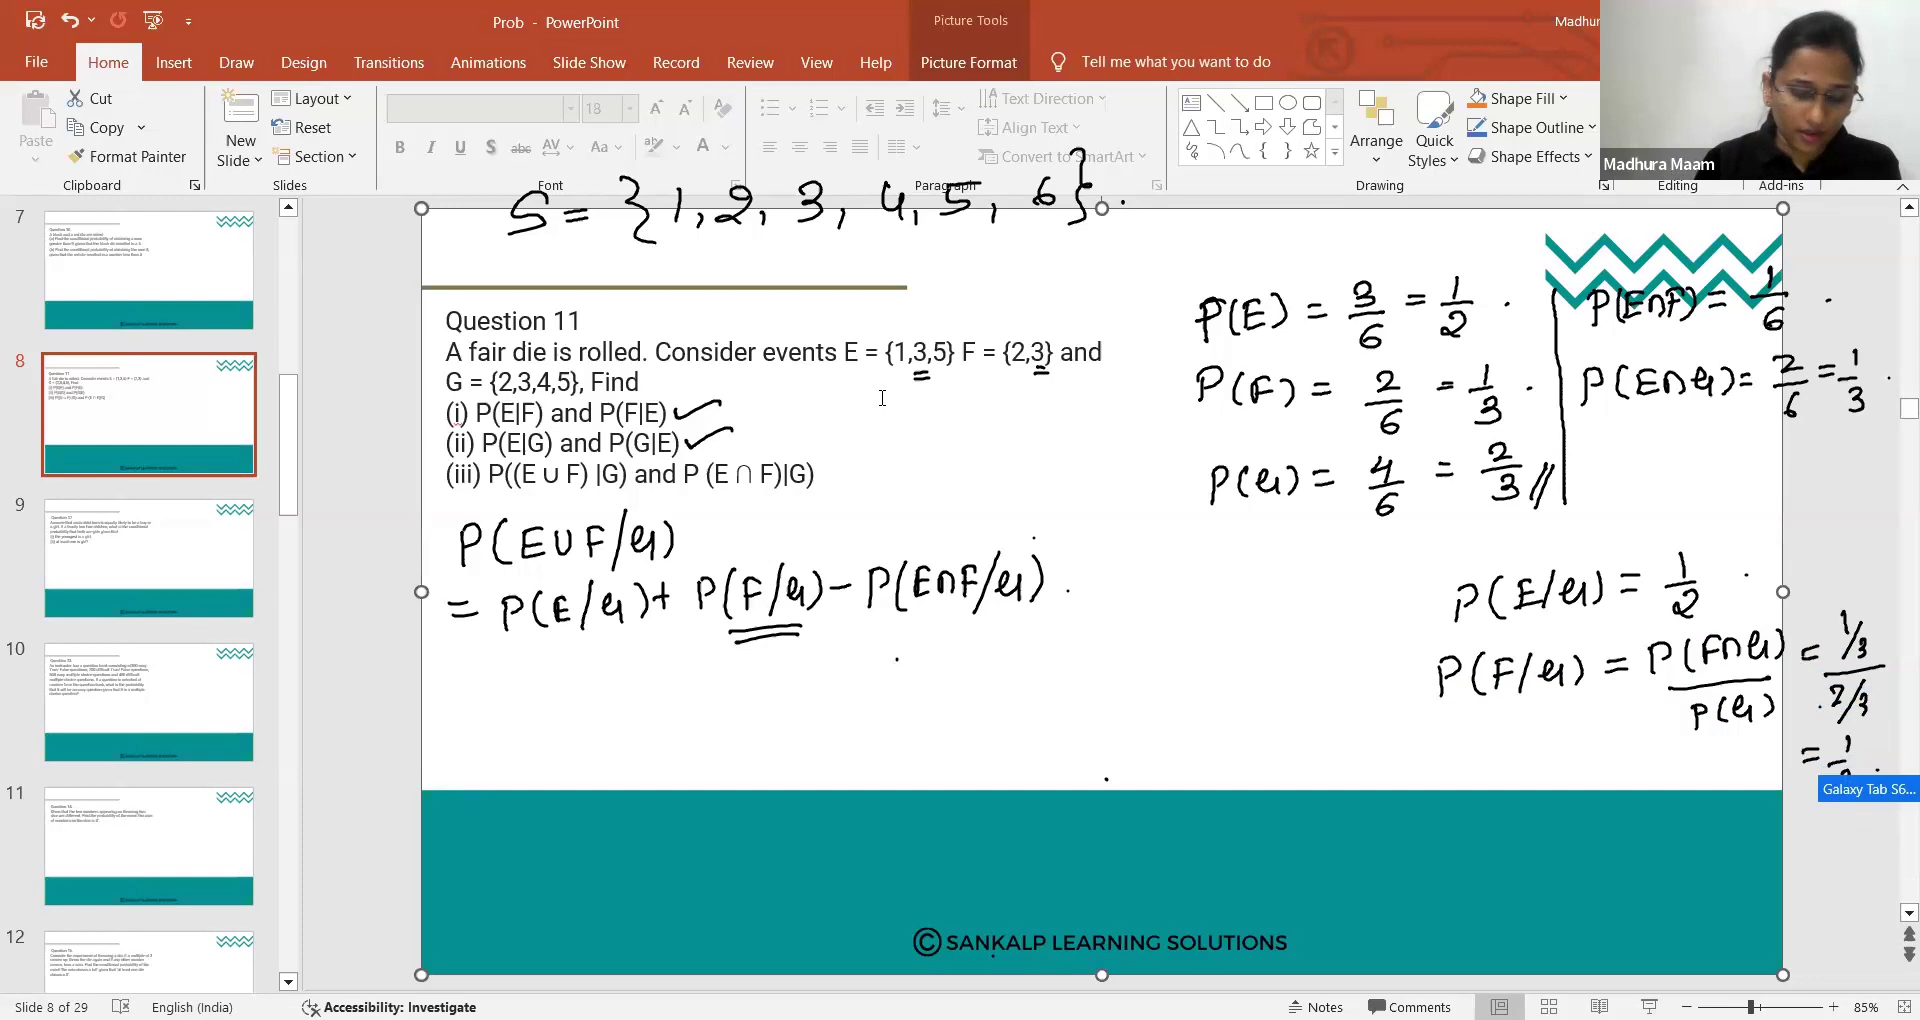 Prob - PowerPoint
Picture Tools
Madhu
File
Home
Insert
Draw
Design
Transitions
Animations
Slide Show
Record
Review
View
Help
Picture Format
Tell me what you want to do
Paste
Cut
Copy
Format Painter
Clipboard
New Slide
Layout
Reset
Section
Slides
18
Font
Text Direction
Align Text
Convert to SmartArt
Paragraph
Arrange
Quick Styles
Shape Fill
Shape Outline
Shape Effects
Drawing
Editing
Add-ins
Madhura Maam
7
8
9
10
11
12
S = {1, 2, 3, 4, 5, 6}.
Question 11
A fair die is rolled. Consider events E = {1,3,5} F = {2,3} and
G = {2,3,4,5}, Find
(i) P(E|F) and P(F|E) ✓
(ii) P(E|G) and P(G|E) ✓
(iii) P((E ∪ F) |G) and P (E ∩ F)|G)
P(E∪F/G)
= P(E/G) + P(F/G) - P(E∩F/G)
P(E) = 3/6 = 1/2
P(F) = 2/6 = 1/3
P(G) = 4/6 = 2/3 //
P(E∩F) = 1/6
P(E∩G) = 2/6 = 1/3
P(E/G) = 1/2
P(F/G) = P(F∩G)/P(G) = 1/3 / 2/3
= 1
Galaxy Tab S6...
© SANKALP LEARNING SOLUTIONS
Slide 8 of 29
English (India)
Accessibility: Investigate
Notes
Comments
85%